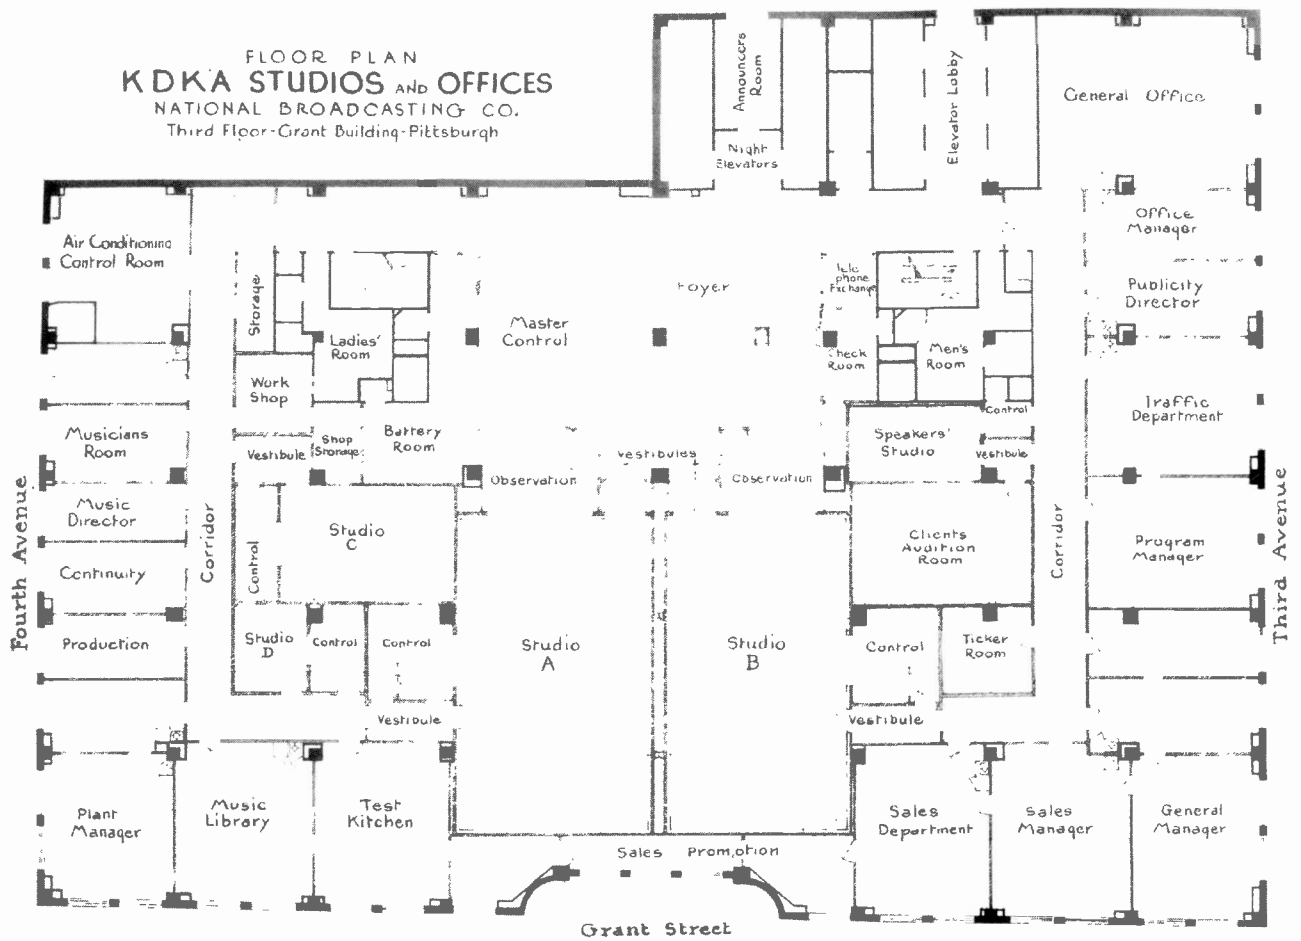 FLOOR PLAN
KDKA STUDIOS AND OFFICES
NATIONAL BROADCASTING CO.
Third Floor-Grant Building-Pittsburgh
Announcers
Room
Night
Elevators
Elevator Lobby
General Office
Air Conditioning
Control Room
Storage
Ladies'
Room
Master
Control
Foyer
Tele
phone
Exchange
Office
Manager
Publicity
Director
Work
Shop
Check
Room
Men's
Room
Traffic
Department
Musicians
Room
Vestibule
Shop
Storage
Battery
Room
Vestibules
Observation
Observation
Speakers'
Studio
Control
Vestibule
Music
Director
Corridor
Control
Studio
C
Clients
Audition
Room
Corridor
Program
Manager
Continuity
Fourth Avenue
Third Avenue
Production
Studio
D
Control
Control
Studio
A
Studio
B
Control
Ticker
Room
Vestibule
Vestibule
Plant
Manager
Music
Library
Test
Kitchen
Sales
Department
Sales
Manager
General
Manager
Sales Promotion
Grant Street